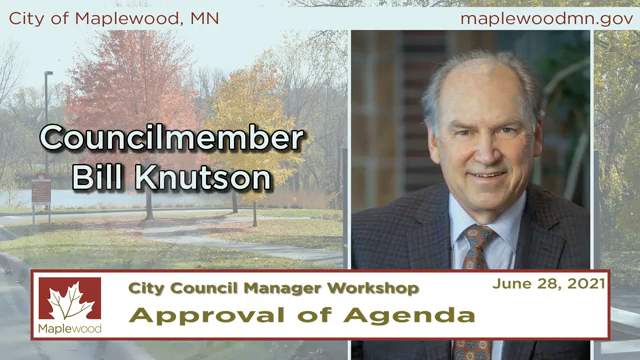 City of Maplewood, MN
maplewoodmn.gov
Councilmember
Bill Knutson
City Council Manager Workshop
June 28, 2021
Approval of Agenda
Maplewood